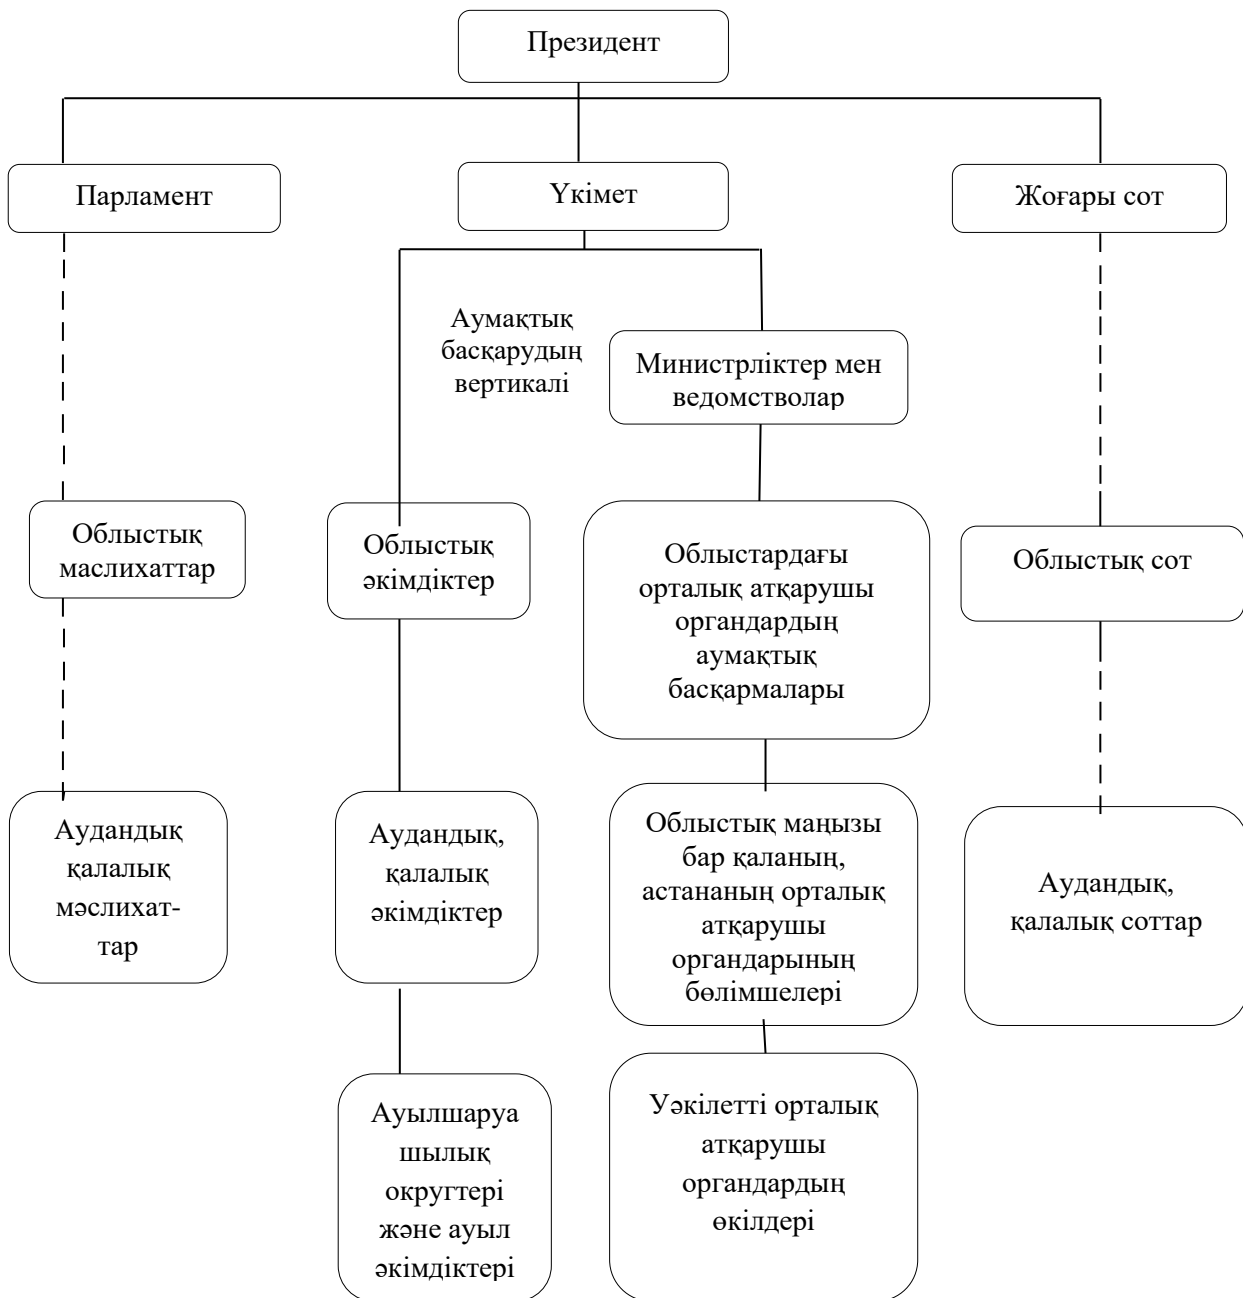 Президент
Парламент
Үкімет
Жоғары сот
Аумақтық
басқарудың
вертикалі
Министрліктер мен
ведомстволар
Облыстық
маслихаттар
Облыстық
әкімдіктер
Облыстардағы
орталық атқарушы
органдардың
аумақтық
басқармалары
Облыстық сот
Аудандық
қалалық
мәслихат-
тар
Аудандық,
қалалық
әкімдіктер
Облыстық маңызы
бар қаланың,
астананың орталық
атқарушы
органдарының
бөлімшелері
Аудандық,
қалалық соттар
Ауылшаруа
шылық
округтері
және ауыл
әкімдіктері
Уәкілетті орталық
атқарушы
органдардың
өкілдері